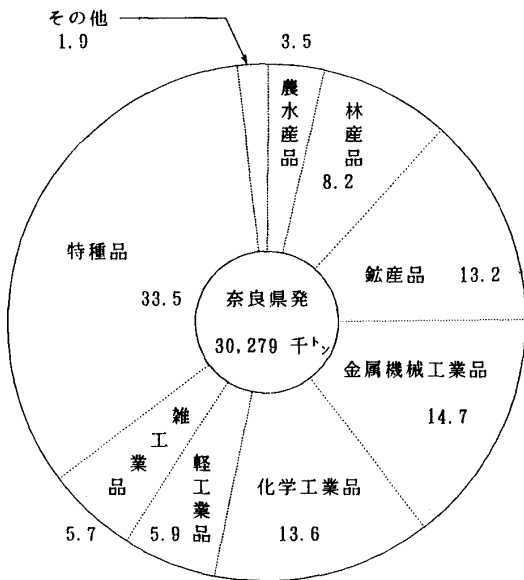 その他
1.9
3.5
農水産品
林産品
8.2
鉱産品 13.2
特種品
33.5
奈良県発
30,279 千トン
金属機械工業品
14.7
雑工業品
5.7
軽工業品
5.9
化学工業品
13.6